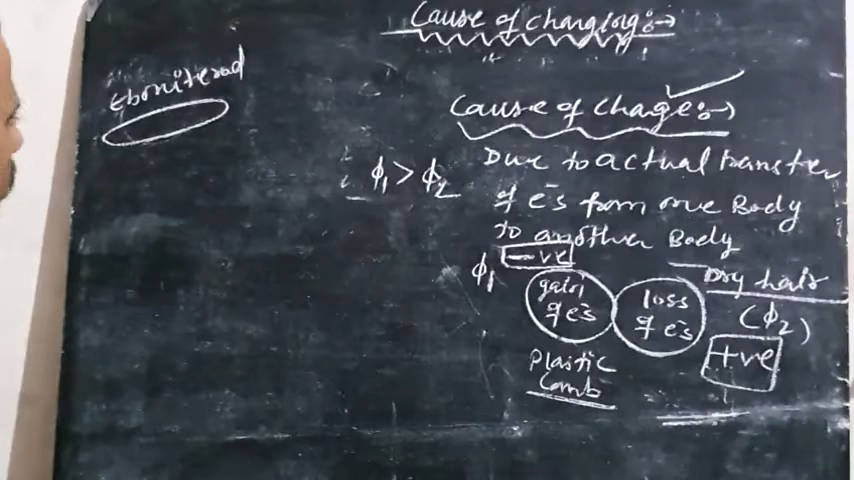 Cause of charging:→
Ebonite rod
Cause of charge:→
Due to actual transfer
of e⁻s from one Body
to another Body
ϕ₁ > ϕ₂
-ve
ϕ₁
gain
of e⁻s
loss
of e⁻s
Dry hair
(ϕ₂)
+ve
Plastic
Comb